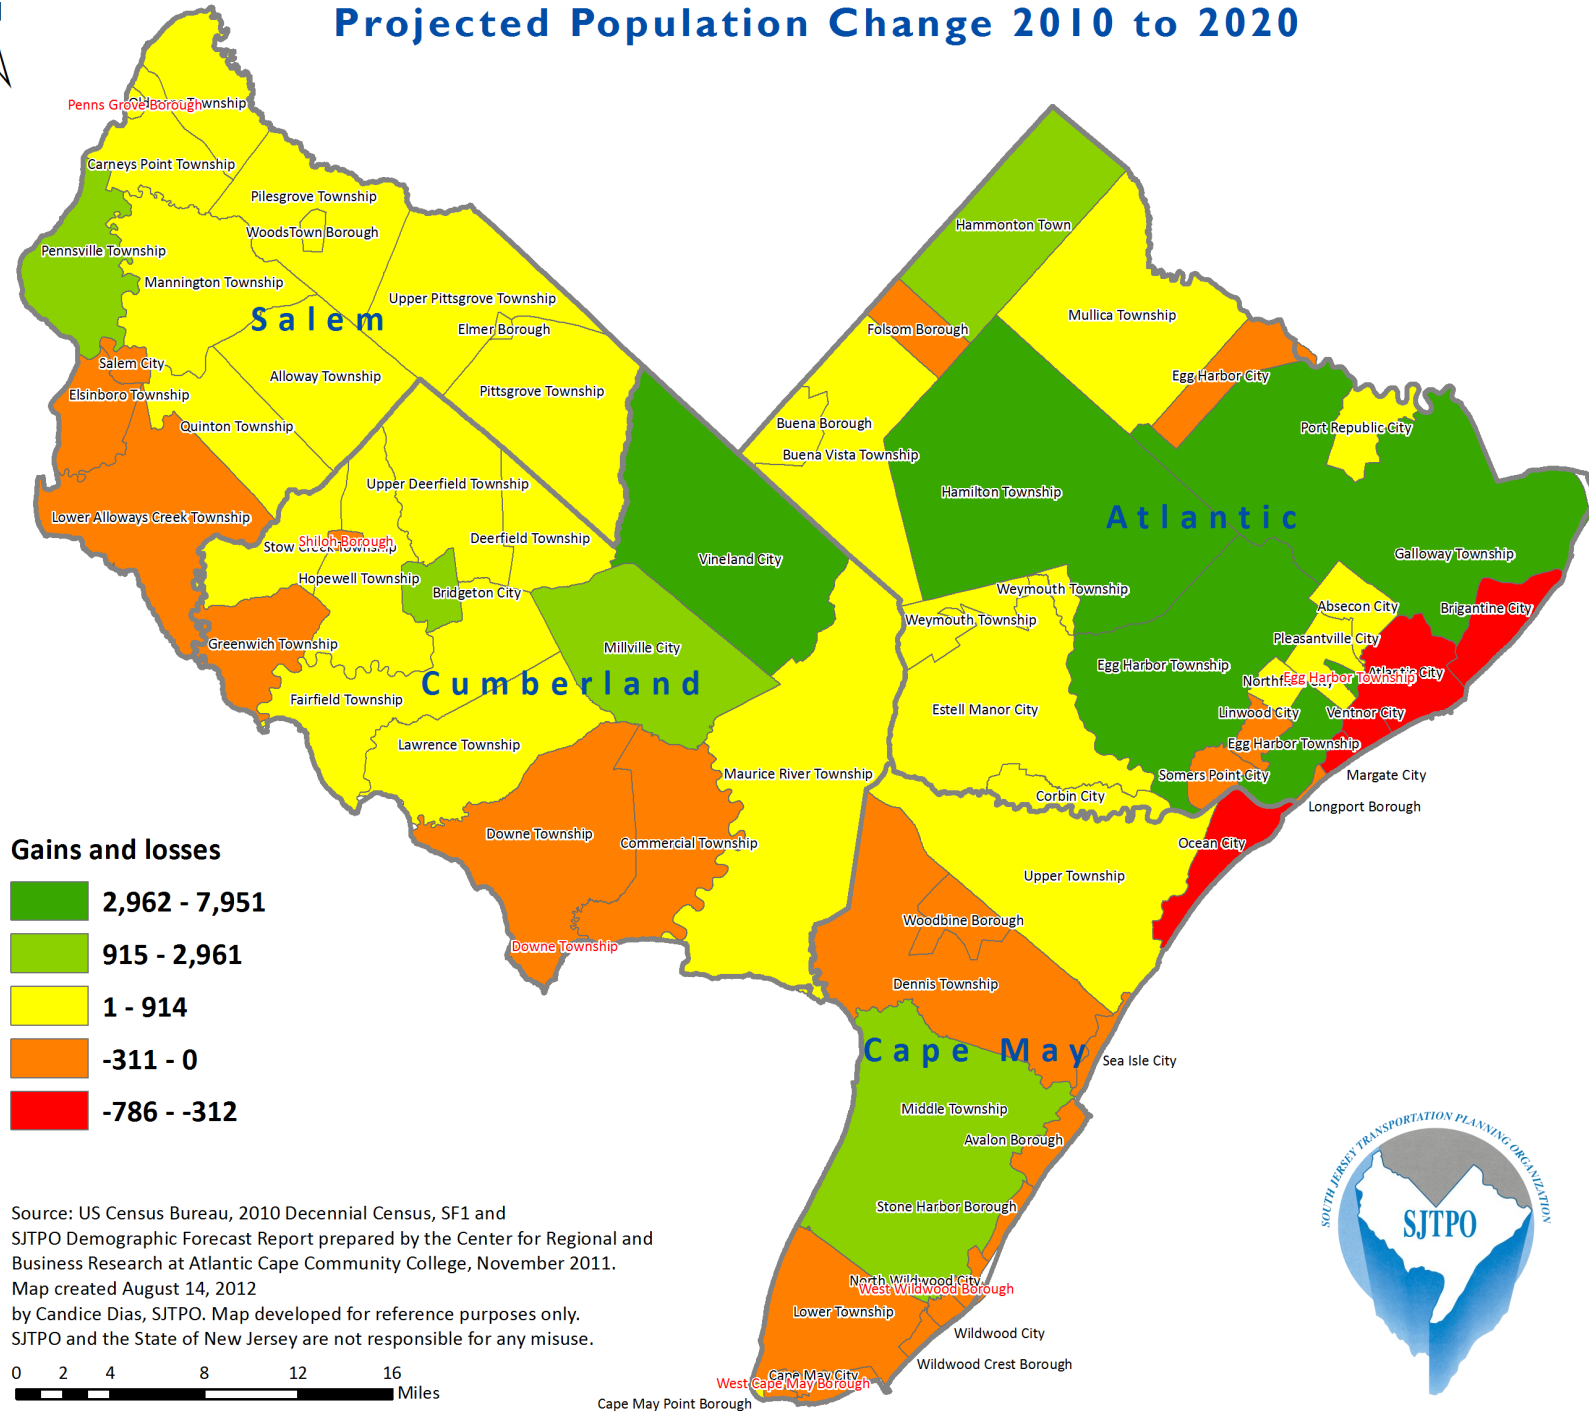 Projected Population Change 2010 to 2020
Penns Grove Borough
Township
Carneys Point Township
Pilesgrove Township
WoodsTown Borough
Pennsville Township
Mannington Township
Upper Pittsgrove Township
Salem
Elmer Borough
Salem City
Alloway Township
Pittsgrove Township
Elsinboro Township
Quinton Township
Lower Alloways Creek Township
Hammonton Town
Mullica Township
Folsom Borough
Egg Harbor City
Buena Borough
Port Republic City
Buena Vista Township
Hamilton Township
Atlantic
Galloway Township
Upper Deerfield Township
Shiloh Borough
Stow Creek Township
Deerfield Township
Vineland City
Hopewell Township
Bridgeton City
Weymouth Township
Weymouth Township
Absecon City
Brigantine City
Greenwich Township
Millville City
Pleasantville City
Egg Harbor Township
Atlantic City
Egg Harbor Township
Northfield City
Cumberland
Fairfield Township
Estell Manor City
Linwood City
Ventnor City
Lawrence Township
Egg Harbor Township
Maurice River Township
Somers Point City
Margate City
Corbin City
Longport Borough
Downe Township
Commercial Township
Ocean City
Upper Township
Woodbine Borough
Downe Township
Dennis Township
Cape May
Sea Isle City
Middle Township
Avalon Borough
Stone Harbor Borough
North Wildwood City
West Wildwood Borough
Lower Township
Wildwood City
Wildwood Crest Borough
Cape May City
West Cape May Borough
Cape May Point Borough
Gains and losses
2,962 - 7,951
915 - 2,961
1 - 914
-311 - 0
-786 - -312
Source: US Census Bureau, 2010 Decennial Census, SF1 and
SJTPO Demographic Forecast Report prepared by the Center for Regional and
Business Research at Atlantic Cape Community College, November 2011.
Map created August 14, 2012
by Candice Dias, SJTPO. Map developed for reference purposes only.
SJTPO and the State of New Jersey are not responsible for any misuse.
0 2 4 8 12 16
Miles
SOUTH JERSEY TRANSPORTATION PLANNING ORGANIZATION
SJTPO